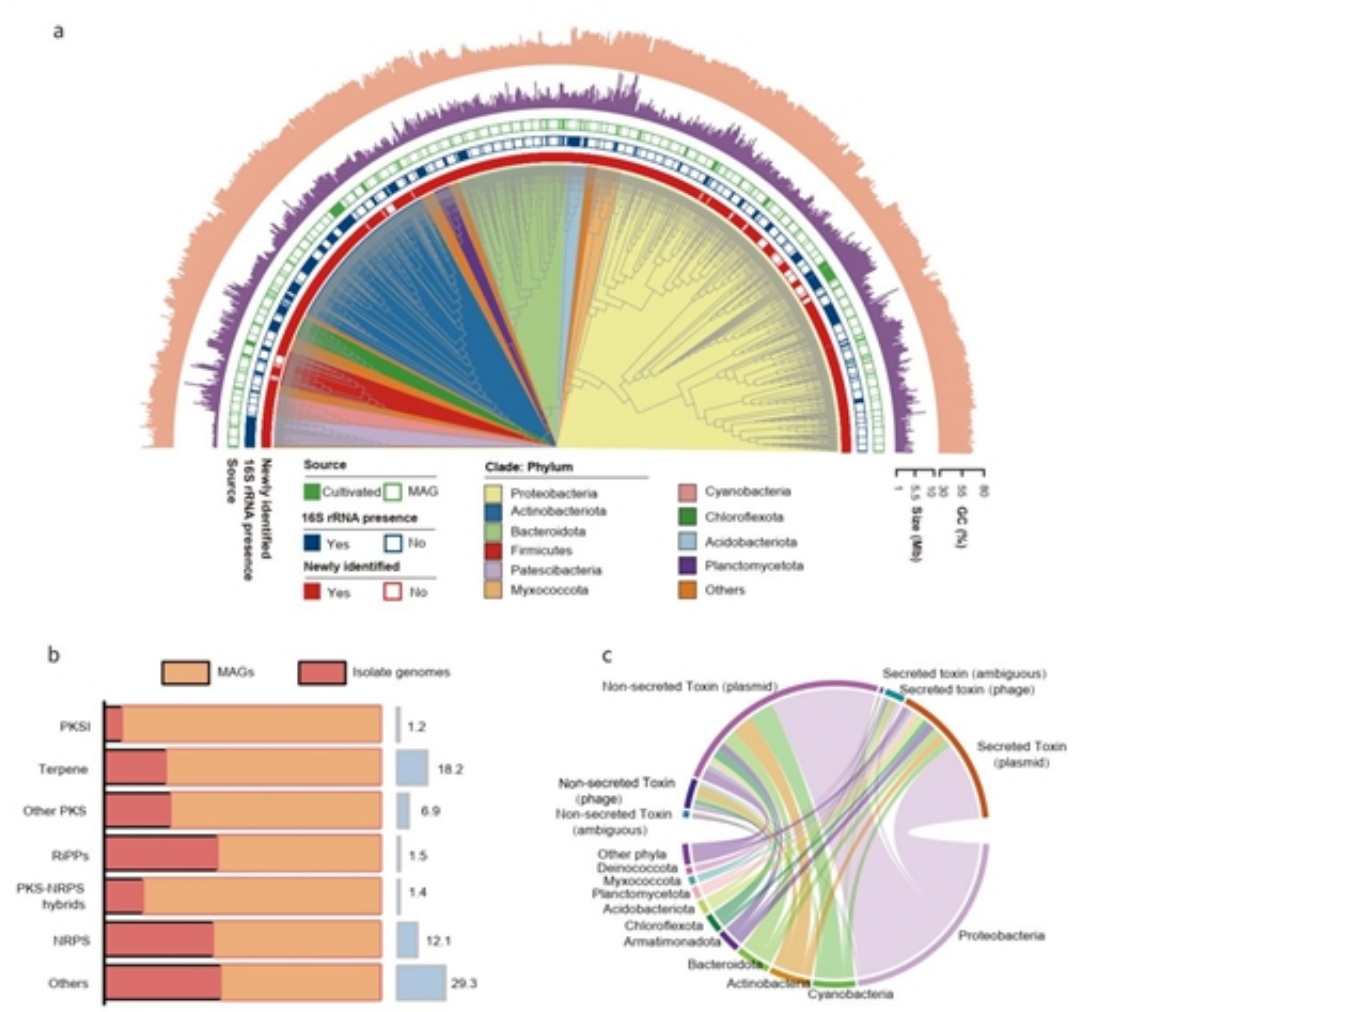 a
Source
16S rRNA presence
Newly identified
Source
Cultivated MAG
16S rRNA presence
Yes No
Newly identified
Yes No
Clade: Phylum
Proteobacteria
Actinobacteriota
Bacteroidota
Firmicutes
Patescibacteria
Myxococcota
Cyanobacteria
Chloroflexota
Acidobacteriota
Planctomycetota
Others
1 5.5 10
Size (Mb)
30 55 80
GC (%)
b
MAGs Isolate genomes
PKSI 1.2
Terpene 18.2
Other PKS 6.9
RiPPs 1.5
PKS-NRPS
hybrids 1.4
NRPS 12.1
Others 29.3
c
Non-secreted Toxin (plasmid)
Secreted toxin (ambiguous)
Secreted toxin (phage)
Secreted Toxin
(plasmid)
Non-secreted Toxin
(phage)
Non-secreted Toxin
(ambiguous)
Other phyla
Deinococcota
Myxococcota
Planctomycetota
Acidobacteriota
Chloroflexota
Armatimonadota
Bacteroidota
Actinobacteria
Cyanobacteria
Proteobacteria